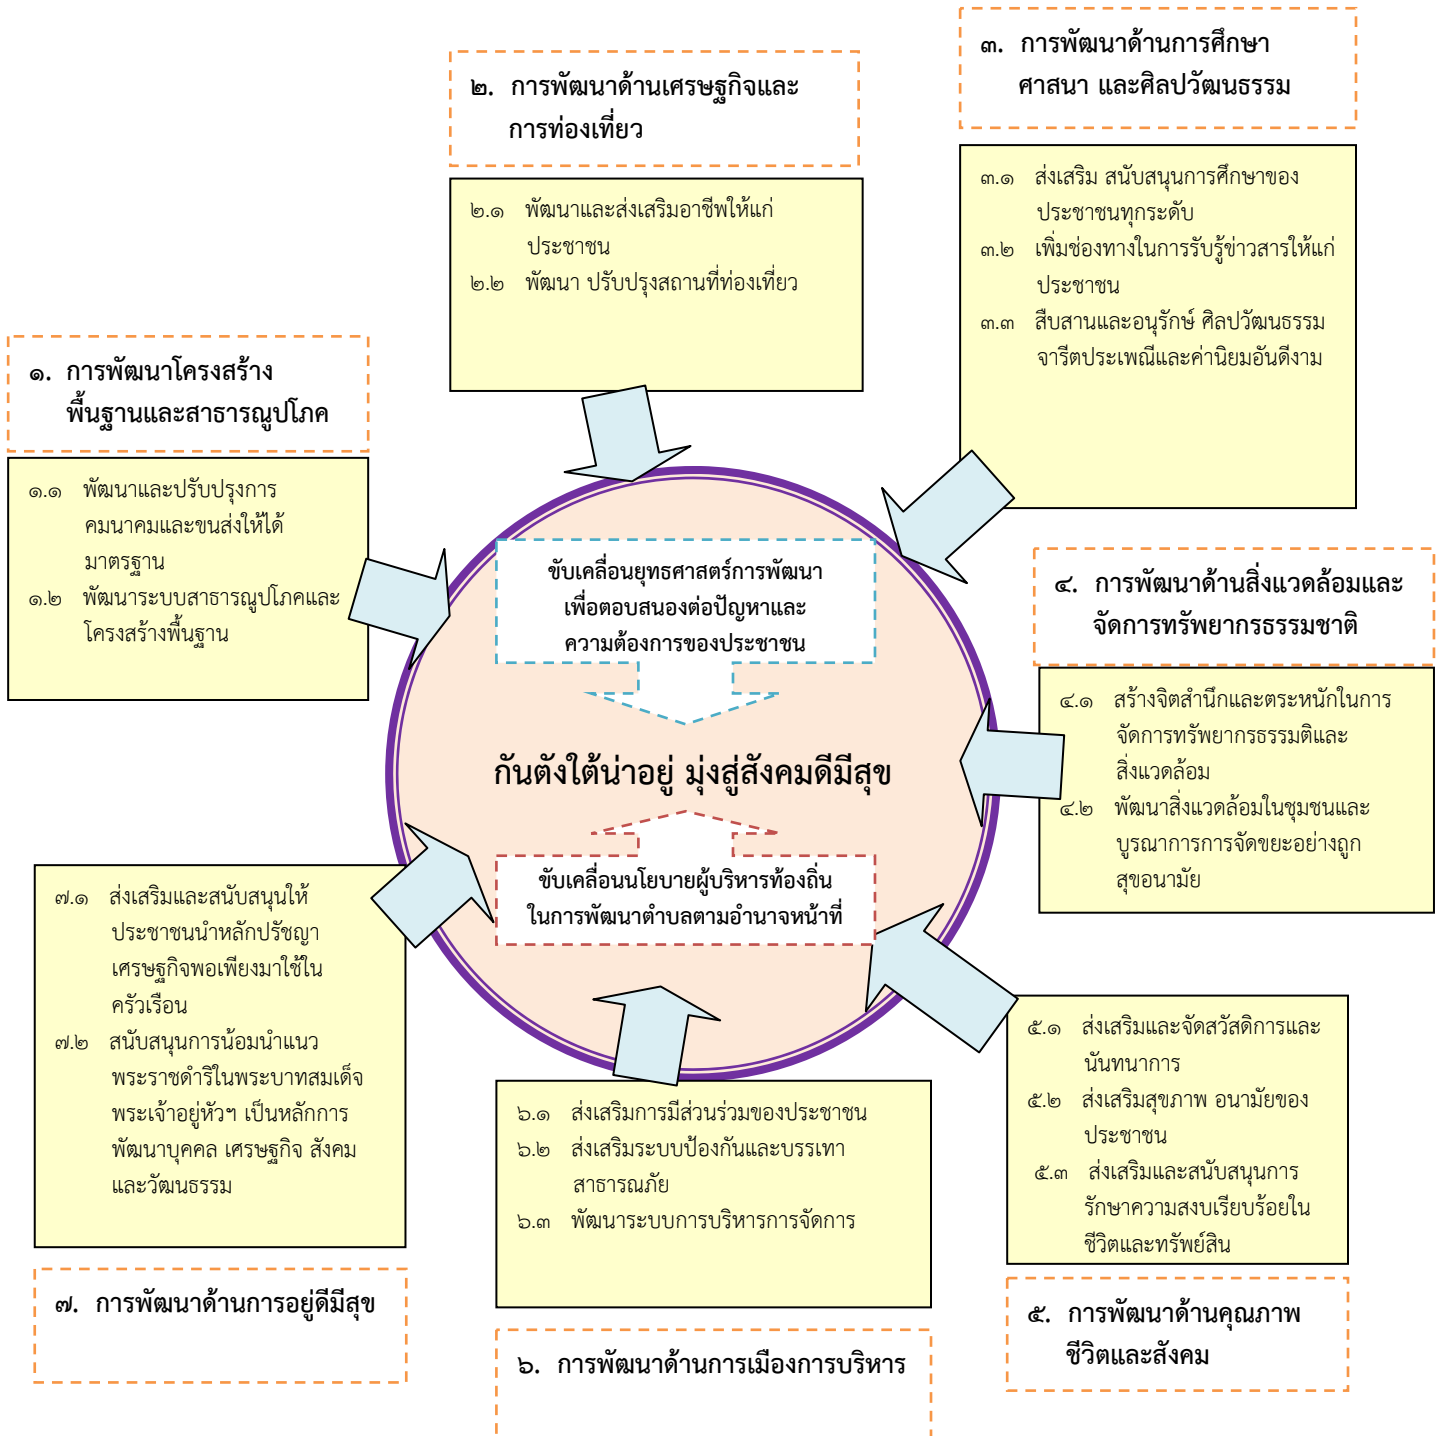 ๑. การพัฒนาโครงสร้าง
พื้นฐานและสาธารณูปโภค
๑.๑ พัฒนาและปรับปรุงการ
คมนาคมและขนส่งให้ได้
มาตรฐาน
๑.๒ พัฒนาระบบสาธารณูปโภคและ
โครงสร้างพื้นฐาน
๒. การพัฒนาด้านเศรษฐกิจและ
การท่องเที่ยว
๒.๑ พัฒนาและส่งเสริมอาชีพให้แก่
ประชาชน
๒.๒ พัฒนา ปรับปรุงสถานที่ท่องเที่ยว
๓. การพัฒนาด้านการศึกษา
ศาสนา และศิลปวัฒนธรรม
๓.๑ ส่งเสริม สนับสนุนการศึกษาของ
ประชาชนทุกระดับ
๓.๒ เพิ่มช่องทางในการรับรู้ข่าวสารให้แก่
ประชาชน
๓.๓ สืบสานและอนุรักษ์ ศิลปวัฒนธรรม
จารีตประเพณีและค่านิยมอันดีงาม
ขับเคลื่อนยุทธศาสตร์การพัฒนา
เพื่อตอบสนองต่อปัญหาและ
ความต้องการของประชาชน
กันตังใต้น่าอยู่ มุ่งสู่สังคมดีมีสุข
ขับเคลื่อนนโยบายผู้บริหารท้องถิ่น
ในการพัฒนาตำบลตามอำนาจหน้าที่
๔. การพัฒนาด้านสิ่งแวดล้อมและ
จัดการทรัพยากรธรรมชาติ
๔.๑ สร้างจิตสำนึกและตระหนักในการ
จัดการทรัพยากรธรรมติและ
สิ่งแวดล้อม
๔.๒ พัฒนาสิ่งแวดล้อมในชุมชนและ
บูรณาการการจัดขยะอย่างถูก
สุขอนามัย
๕.๑ ส่งเสริมและจัดสวัสดิการและ
นันทนาการ
๕.๒ ส่งเสริมสุขภาพ อนามัยของ
ประชาชน
๕.๓ ส่งเสริมและสนับสนุนการ
รักษาความสงบเรียบร้อยใน
ชีวิตและทรัพย์สิน
๕. การพัฒนาด้านคุณภาพ
ชีวิตและสังคม
๖.๑ ส่งเสริมการมีส่วนร่วมของประชาชน
๖.๒ ส่งเสริมระบบป้องกันและบรรเทา
สาธารณภัย
๖.๓ พัฒนาระบบการบริหารการจัดการ
๖. การพัฒนาด้านการเมืองการบริหาร
๗.๑ ส่งเสริมและสนับสนุนให้
ประชาชนนำหลักปรัชญา
เศรษฐกิจพอเพียงมาใช้ใน
ครัวเรือน
๗.๒ สนับสนุนการน้อมนำแนว
พระราชดำริในพระบาทสมเด็จ
พระเจ้าอยู่หัวฯ เป็นหลักการ
พัฒนาบุคคล เศรษฐกิจ สังคม
และวัฒนธรรม
๗. การพัฒนาด้านการอยู่ดีมีสุข